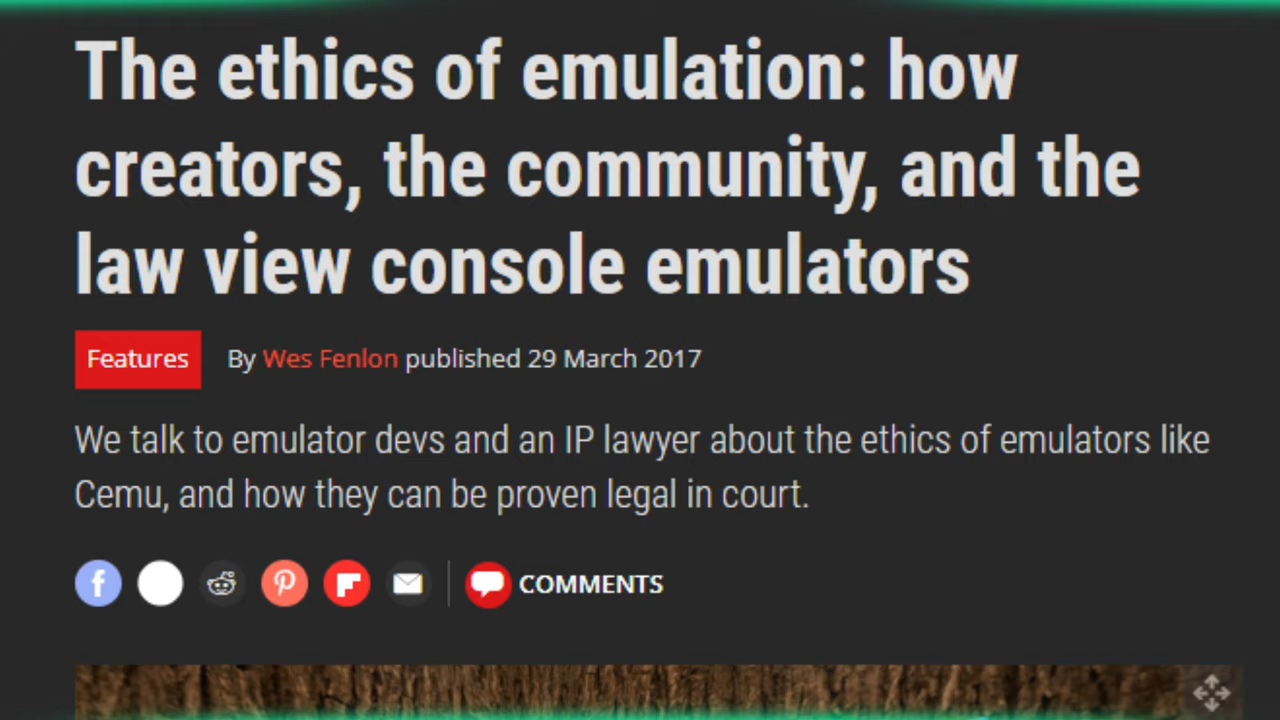 The ethics of emulation: how
creators, the community, and the
law view console emulators
Features By Wes Fenlon published 29 March 2017
We talk to emulator devs and an IP lawyer about the ethics of emulators like
Cemu, and how they can be proven legal in court.
COMMENTS